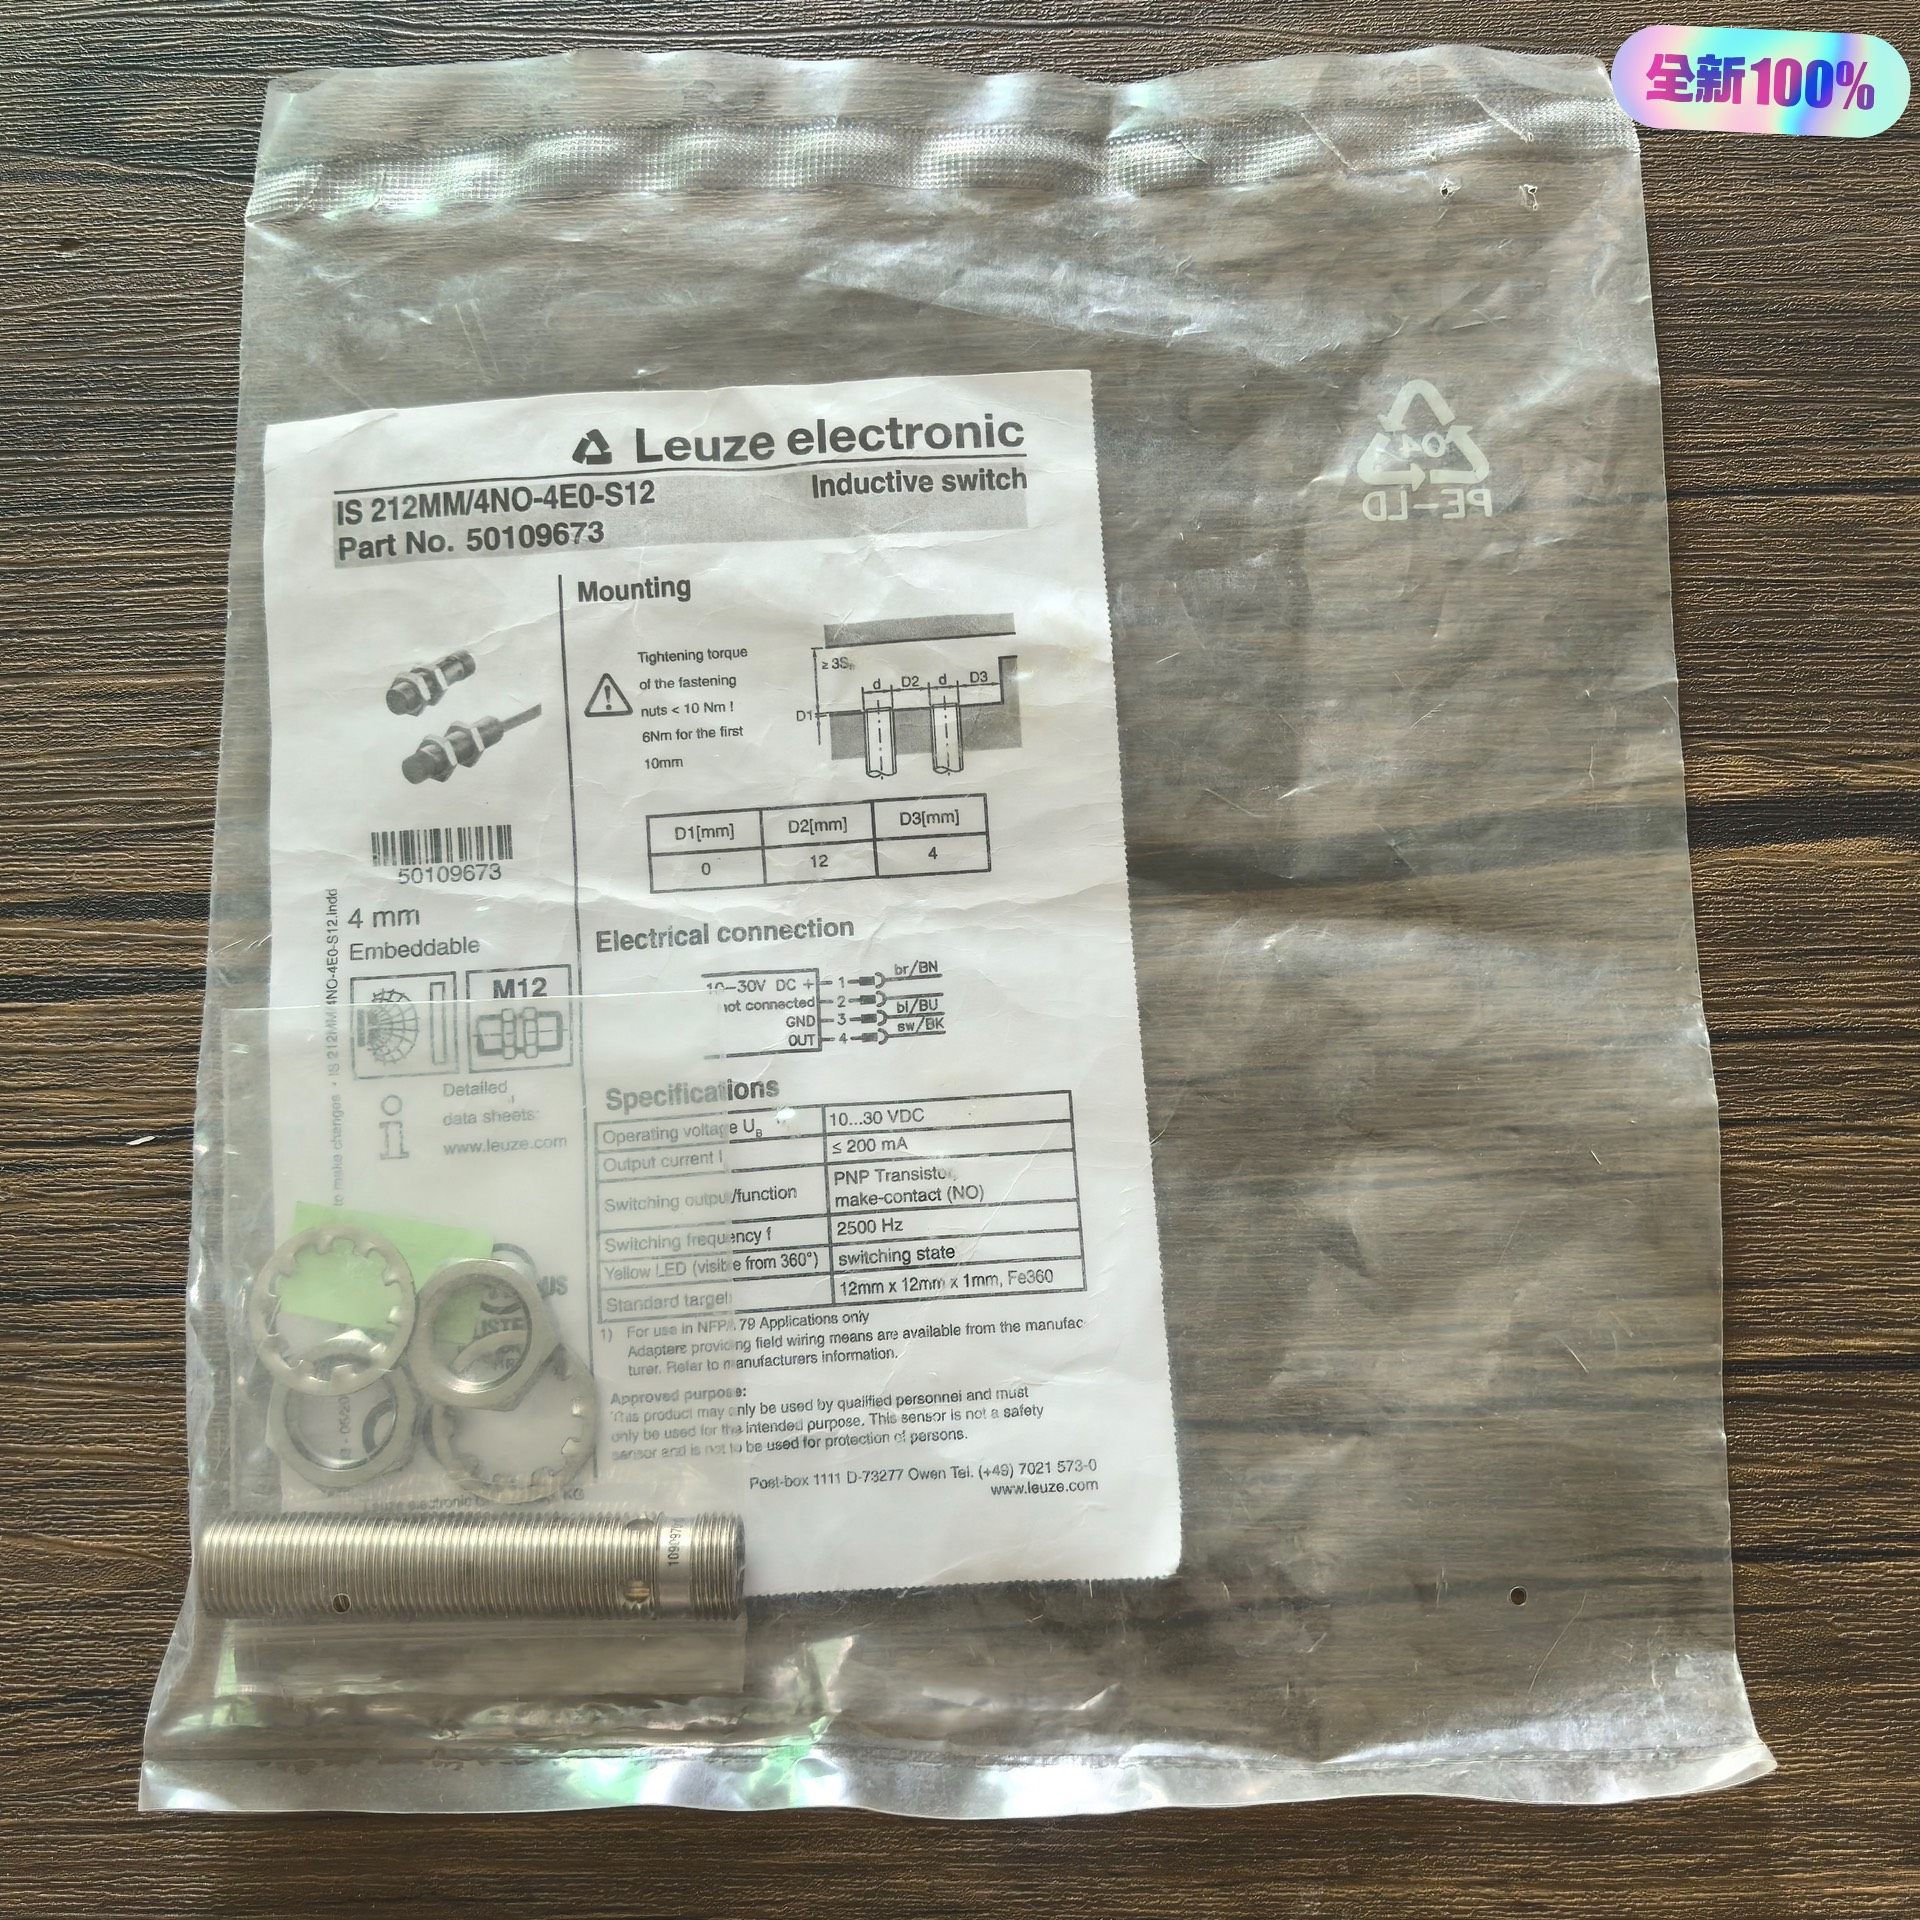 全新100%
Leuze electronic
IS 212MM/4NO-4E0-S12
Inductive switch
Part No. 50109673
Mounting
Tightening torque
of the fastening
nuts < 10 Nm !
6Nm for the first
10mm
≥ 3Sn
d D2 d D3
D1
D1[mm] D2[mm] D3[mm]
0 12 4
50109673
4 mm
Embeddable
M12
Detailed
data sheets:
www.leuze.com
to make changes • IS 212MM 4NO-4E0-S12.indd
Electrical connection
10-30V DC + 1 br/BN
not connected 2
GND 3 bl/BU
OUT 4 sw/BK
Specifications
Operating voltage UB 10...30 VDC
Output current I ≤ 200 mA
Switching output/function PNP Transistor,
make-contact (NO)
Switching frequency f 2500 Hz
Yellow LED (visible from 360°) switching state
Standard target 12mm x 12mm x 1mm, Fe360
1) For use in NFPA 79 Applications only
Adapters providing field wiring means are available from the manufac-
turer. Refer to manufacturers information.
Approved purpose:
This product may only be used by qualified personnel and must
only be used for the intended purpose. This sensor is not a safety
sensor and is not to be used for protection of persons.
US
ISTE
Leuze electronic
KG
Post-box 1111 D-73277 Owen Tel. (+49) 7021 573-0
www.leuze.com
04
PE-LD